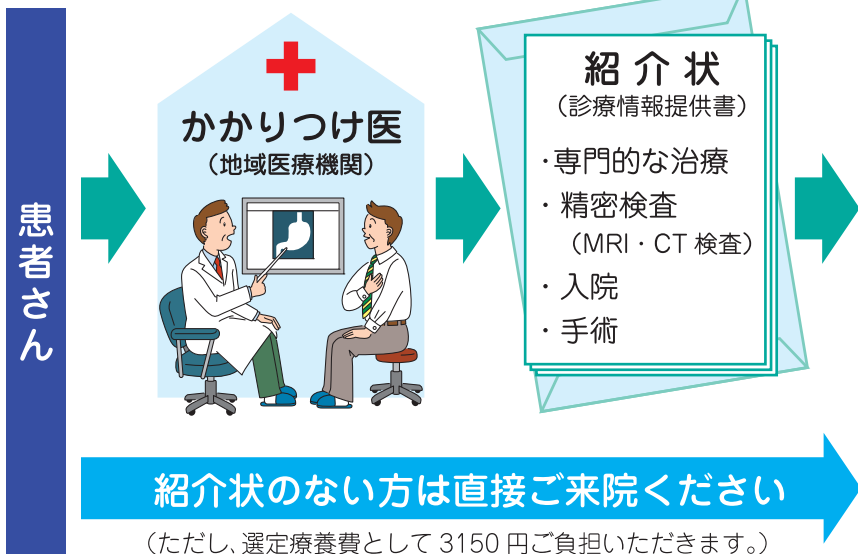 患者さん
かかりつけ医
(地域医療機関)
紹介状
(診療情報提供書)
・専門的な治療
・精密検査
(MRI・CT 検査)
・入院
・手術
紹介状のない方は直接ご来院ください
(ただし、選定療養費として 3150 円ご負担いただきます。)